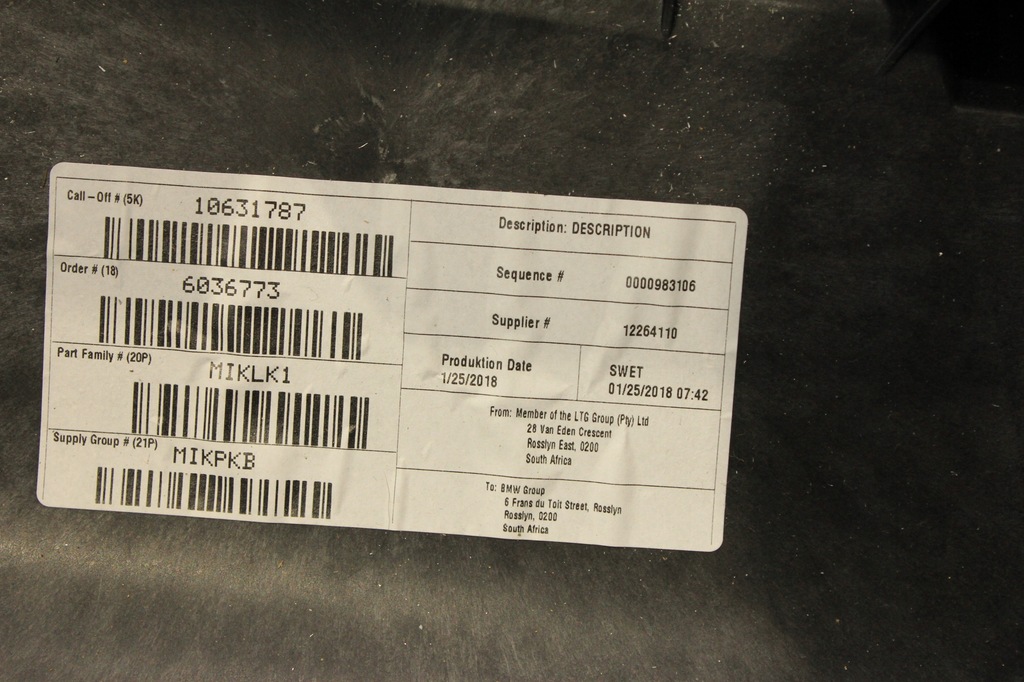 Call-Off # (5K) 10631787
Order # (18) 6036773
Part Family # (20P) MIKLK1
Supply Group # (21P) MIKPKB
Description: DESCRIPTION
Sequence # 0000983106
Supplier # 12264110
Produktion Date
1/25/2018
SWET
01/25/2018 07:42
From: Member of the LTG Group (Pty) Ltd
28 Van Eden Crescent
Rosslyn East, 0200
South Africa
To: BMW Group
6 Frans du Toit Street, Rosslyn
Rosslyn, 0200
South Africa